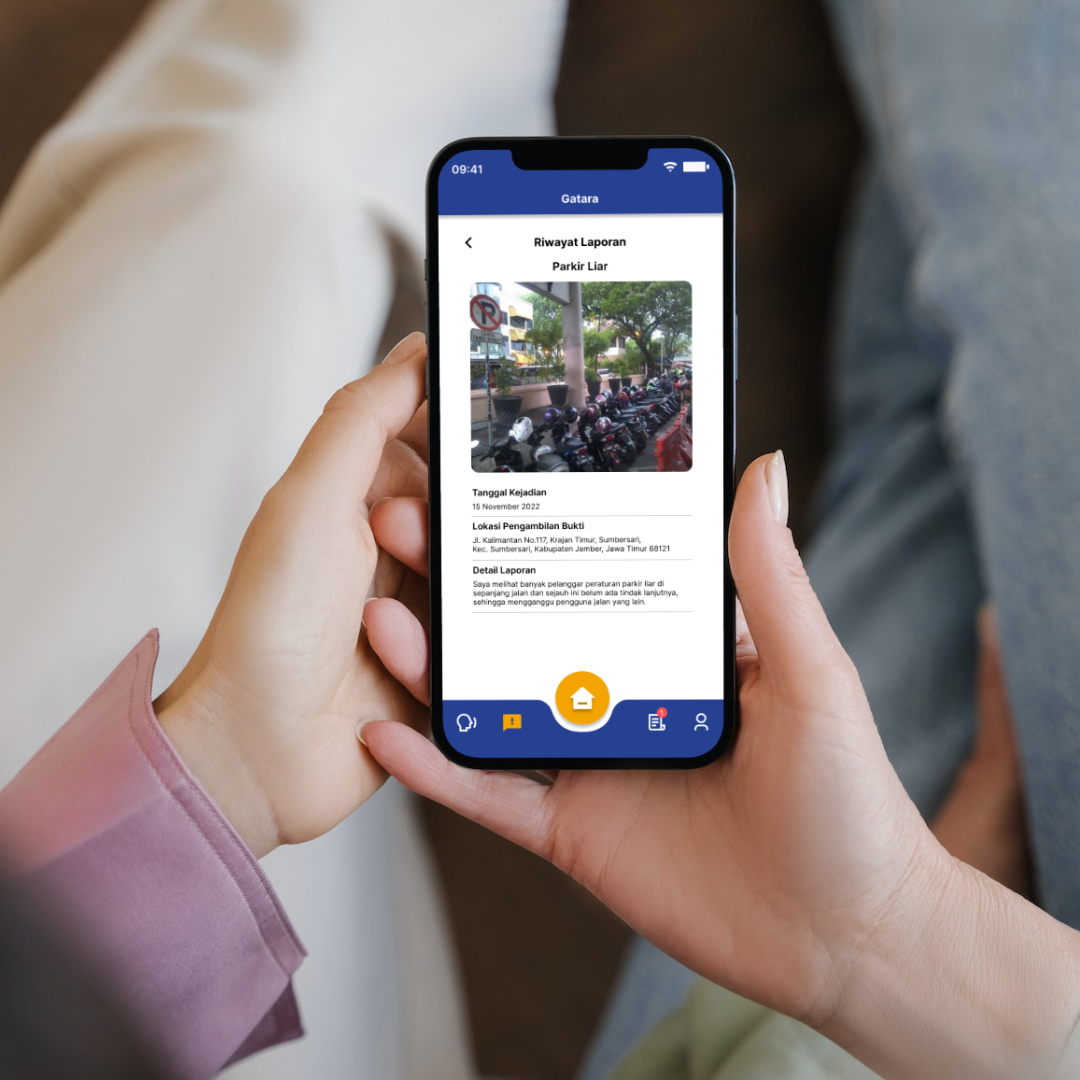 09:41
Gatara
Riwayat Laporan
Parkir Liar
P
Tanggal Kejadian
15 November 2022
Lokasi Pengambilan Bukti
Jl. Kalimantan No.117, Krajan Timur, Sumbersari,
Kec. Sumbersari, Kabupaten Jember, Jawa Timur 68121
Detail Laporan
Saya melihat banyak pelanggar peraturan parkir liar di
sepanjang jalan dan sejauh ini belum ada tindak lanjutnya,
sehingga mengganggu pengguna jalan yang lain.
1